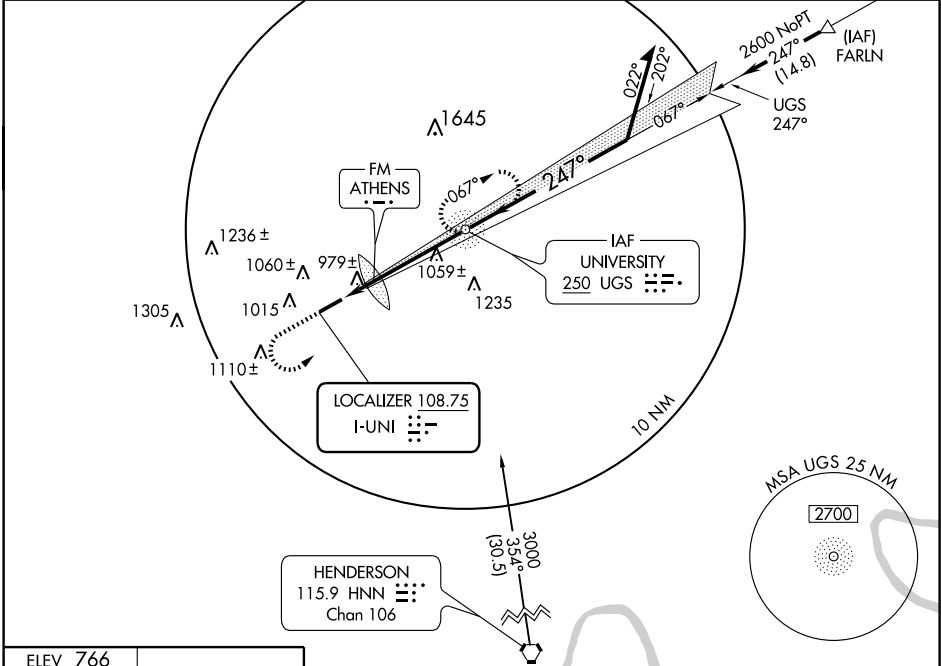 2600 NoPT
247°
(14.8)
(IAF)
FARLN
022°
202°
067°
UGS
247°
1645
FM
ATHENS
067°
247°
1236 ±
1060 ±
979 ±
1059 ±
1015
1235
1305
1110 ±
IAF
UNIVERSITY
250 UGS
LOCALIZER 108.75
I-UNI
10 NM
MSA UGS 25 NM
2700
3000
354°
(30.5)
HENDERSON
115.9 HNN
Chan 106
ELEV 766